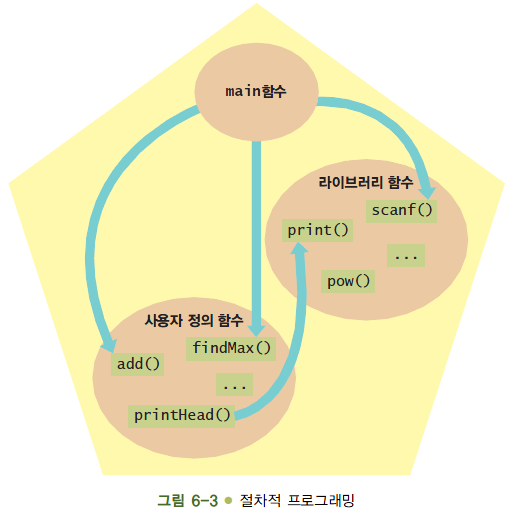 main함수
라이브러리 함수
scanf()
print()
...
pow()
사용자 정의 함수
findMax()
add()
...
printHead()
그림 6-3 ● 절차적 프로그래밍